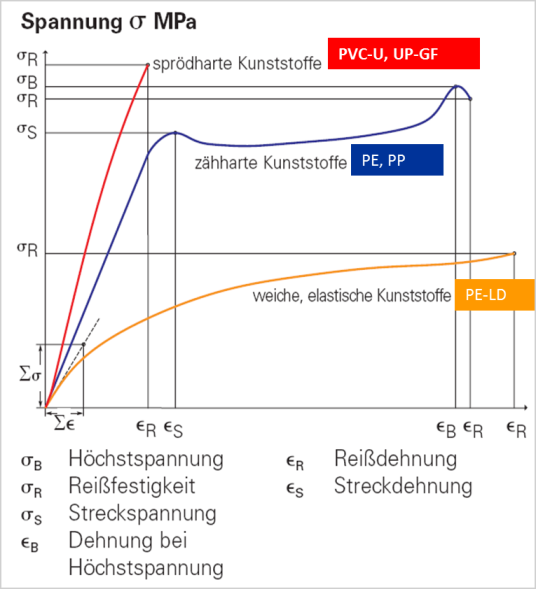 Spannung σ MPa
σR
sprödharte Kunststoffe PVC-U, UP-GF
σB
σR
σS
zähharte Kunststoffe PE, PP
σR
weiche, elastische Kunststoffe PE-LD
Σσ
Σϵ
ϵR ϵS ϵB ϵR ϵR
σB Höchstspannung ϵR Reißdehnung
σR Reißfestigkeit ϵS Streckdehnung
σS Streckspannung
ϵB Dehnung bei
Höchstspannung